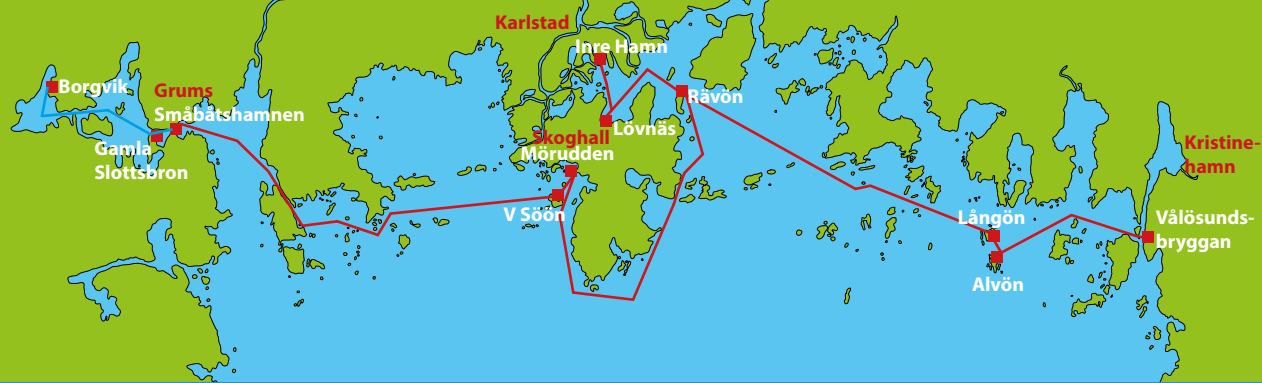 Karlstad
Inre Hamn
Borgvik
Grums
Småbåtshamnen
Gamla
Slottsbron
Rävön
Lövnäs
Skoghall
Mörudden
V Söön
Kristine-
hamn
Långön
Vålösunds-
bryggan
Alvön